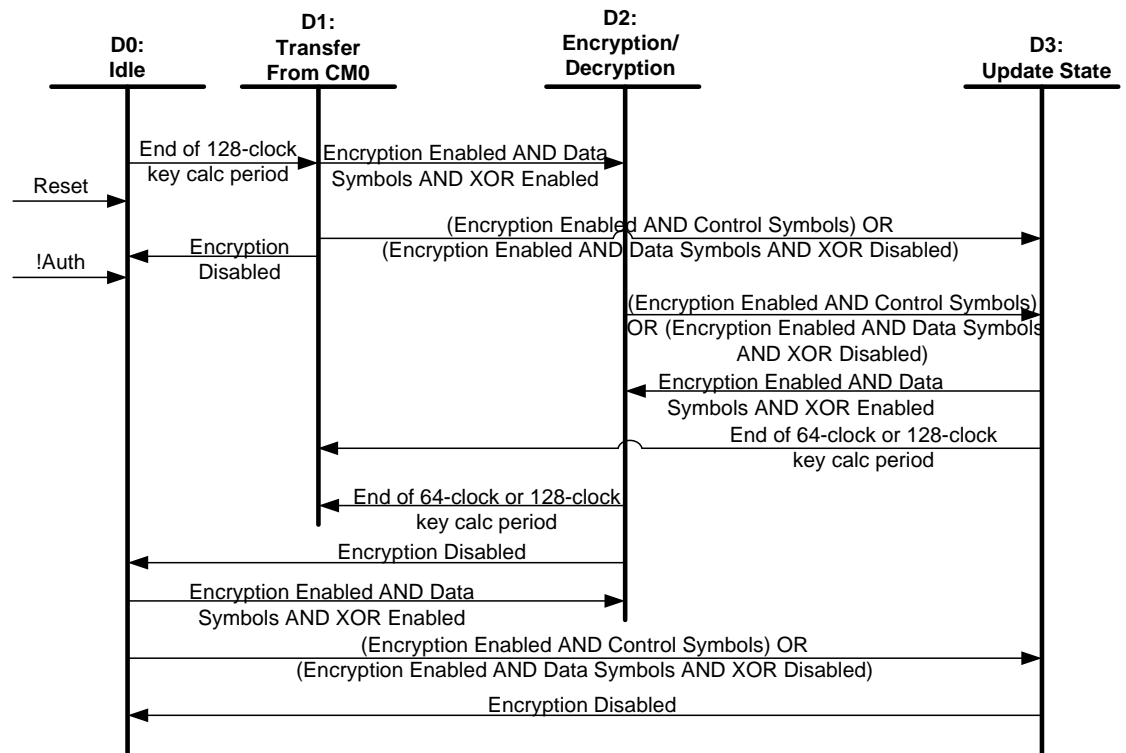 D0:
Idle
D1:
Transfer
From CM0
D2:
Encryption/
Decryption
D3:
Update State
End of 128-clock
key calc period
Encryption Enabled AND Data
Symbols AND XOR Enabled
Reset
(Encryption Enabled AND Control Symbols) OR
(Encryption Enabled AND Data Symbols AND XOR Disabled)
Encryption
Disabled
!Auth
(Encryption Enabled AND Control Symbols)
OR (Encryption Enabled AND Data Symbols
AND XOR Disabled)
Encryption Enabled AND Data
Symbols AND XOR Enabled
End of 64-clock or 128-clock
key calc period
End of 64-clock or 128-clock
key calc period
Encryption Disabled
Encryption Enabled AND Data
Symbols AND XOR Enabled
(Encryption Enabled AND Control Symbols) OR
(Encryption Enabled AND Data Symbols AND XOR Disabled)
Encryption Disabled